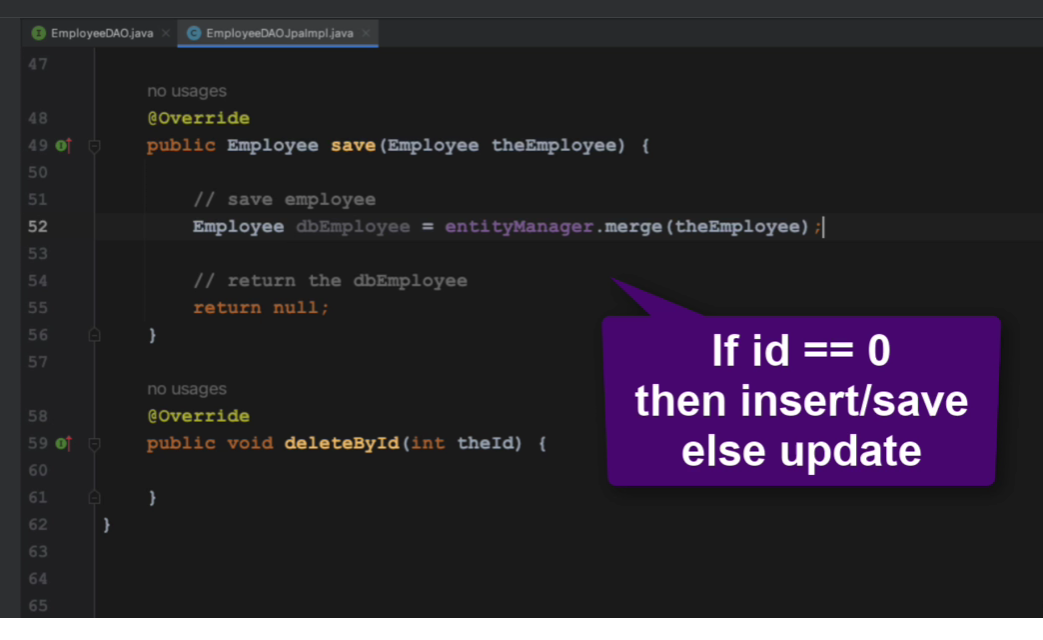 EmployeeDAO.java
EmployeeDAOJpaImpl.java
47
no usages
48 @Override
49 public Employee save(Employee theEmployee) {
50
51 // save employee
52 Employee dbEmployee = entityManager.merge(theEmployee);
53
54 // return the dbEmployee
55 return null;
56 }
57
no usages
58 @Override
59 public void deleteById(int theId) {
60
61 }
62 }
63
64
65
If id == 0
then insert/save
else update